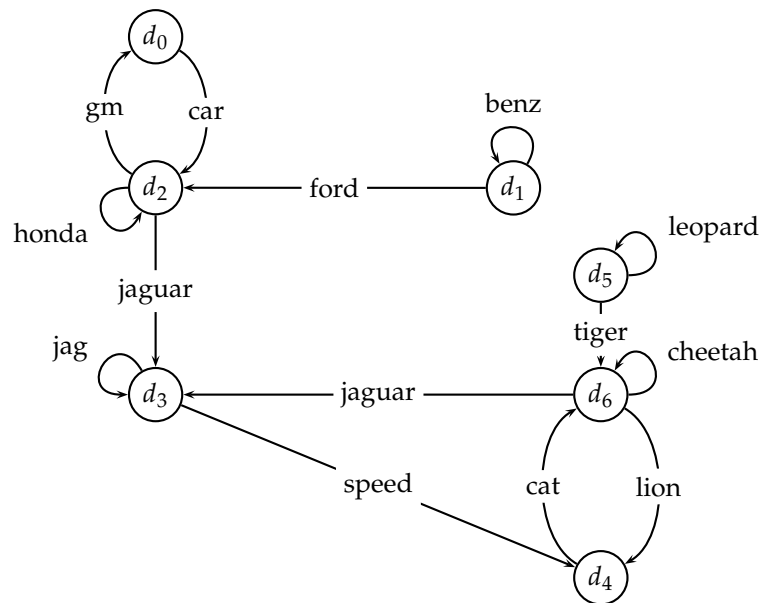 d0
gm car
benz
d2 ford d1
honda
leopard
d5
jaguar
tiger
jag cheetah
d3 jaguar d6
speed cat lion
d4